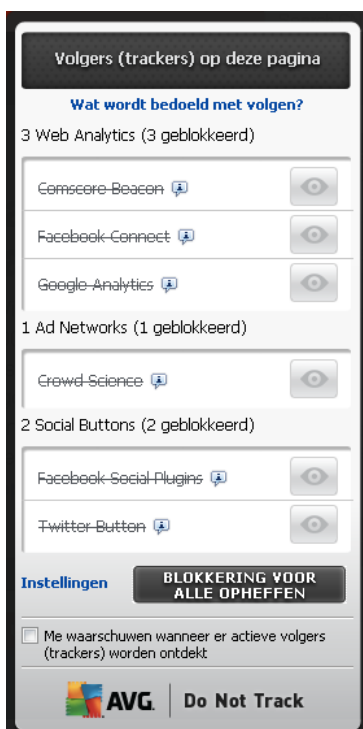 Volgers (trackers) op deze pagina
Wat wordt bedoeld met volgen?
3 Web Analytics (3 geblokkeerd)
Comscore Beacon
Facebook Connect
Google Analytics
1 Ad Networks (1 geblokkeerd)
Crowd Science
2 Social Buttons (2 geblokkeerd)
Facebook Social Plugins
Twitter Button
Instellingen
BLOKKERING VOOR
ALLE OPHEFFEN
Me waarschuwen wanneer er actieve volgers
(trackers) worden ontdekt
AVG. Do Not Track